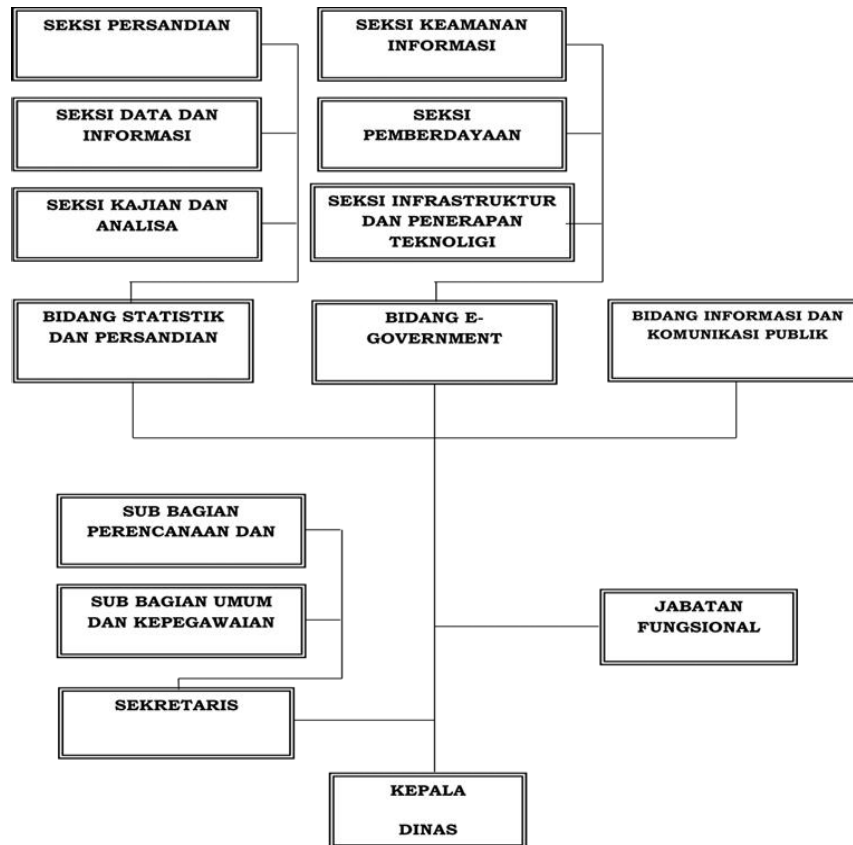 SEKSI PERSANDIAN
SEKSI KEAMANAN
INFORMASI
SEKSI DATA DAN
INFORMASI
SEKSI
PEMBERDAYAAN
SEKSI KAJIAN DAN
ANALISA
SEKSI INFRASTRUKTUR
DAN PENERAPAN
TEKNOLIGI
BIDANG STATISTIK
DAN PERSANDIAN
BIDANG E-
GOVERNMENT
BIDANG INFORMASI DAN
KOMUNIKASI PUBLIK
SUB BAGIAN
PERENCANAAN DAN
SUB BAGIAN UMUM
DAN KEPEGAWAIAN
JABATAN
FUNGSIONAL
SEKRETARIS
KEPALA
DINAS